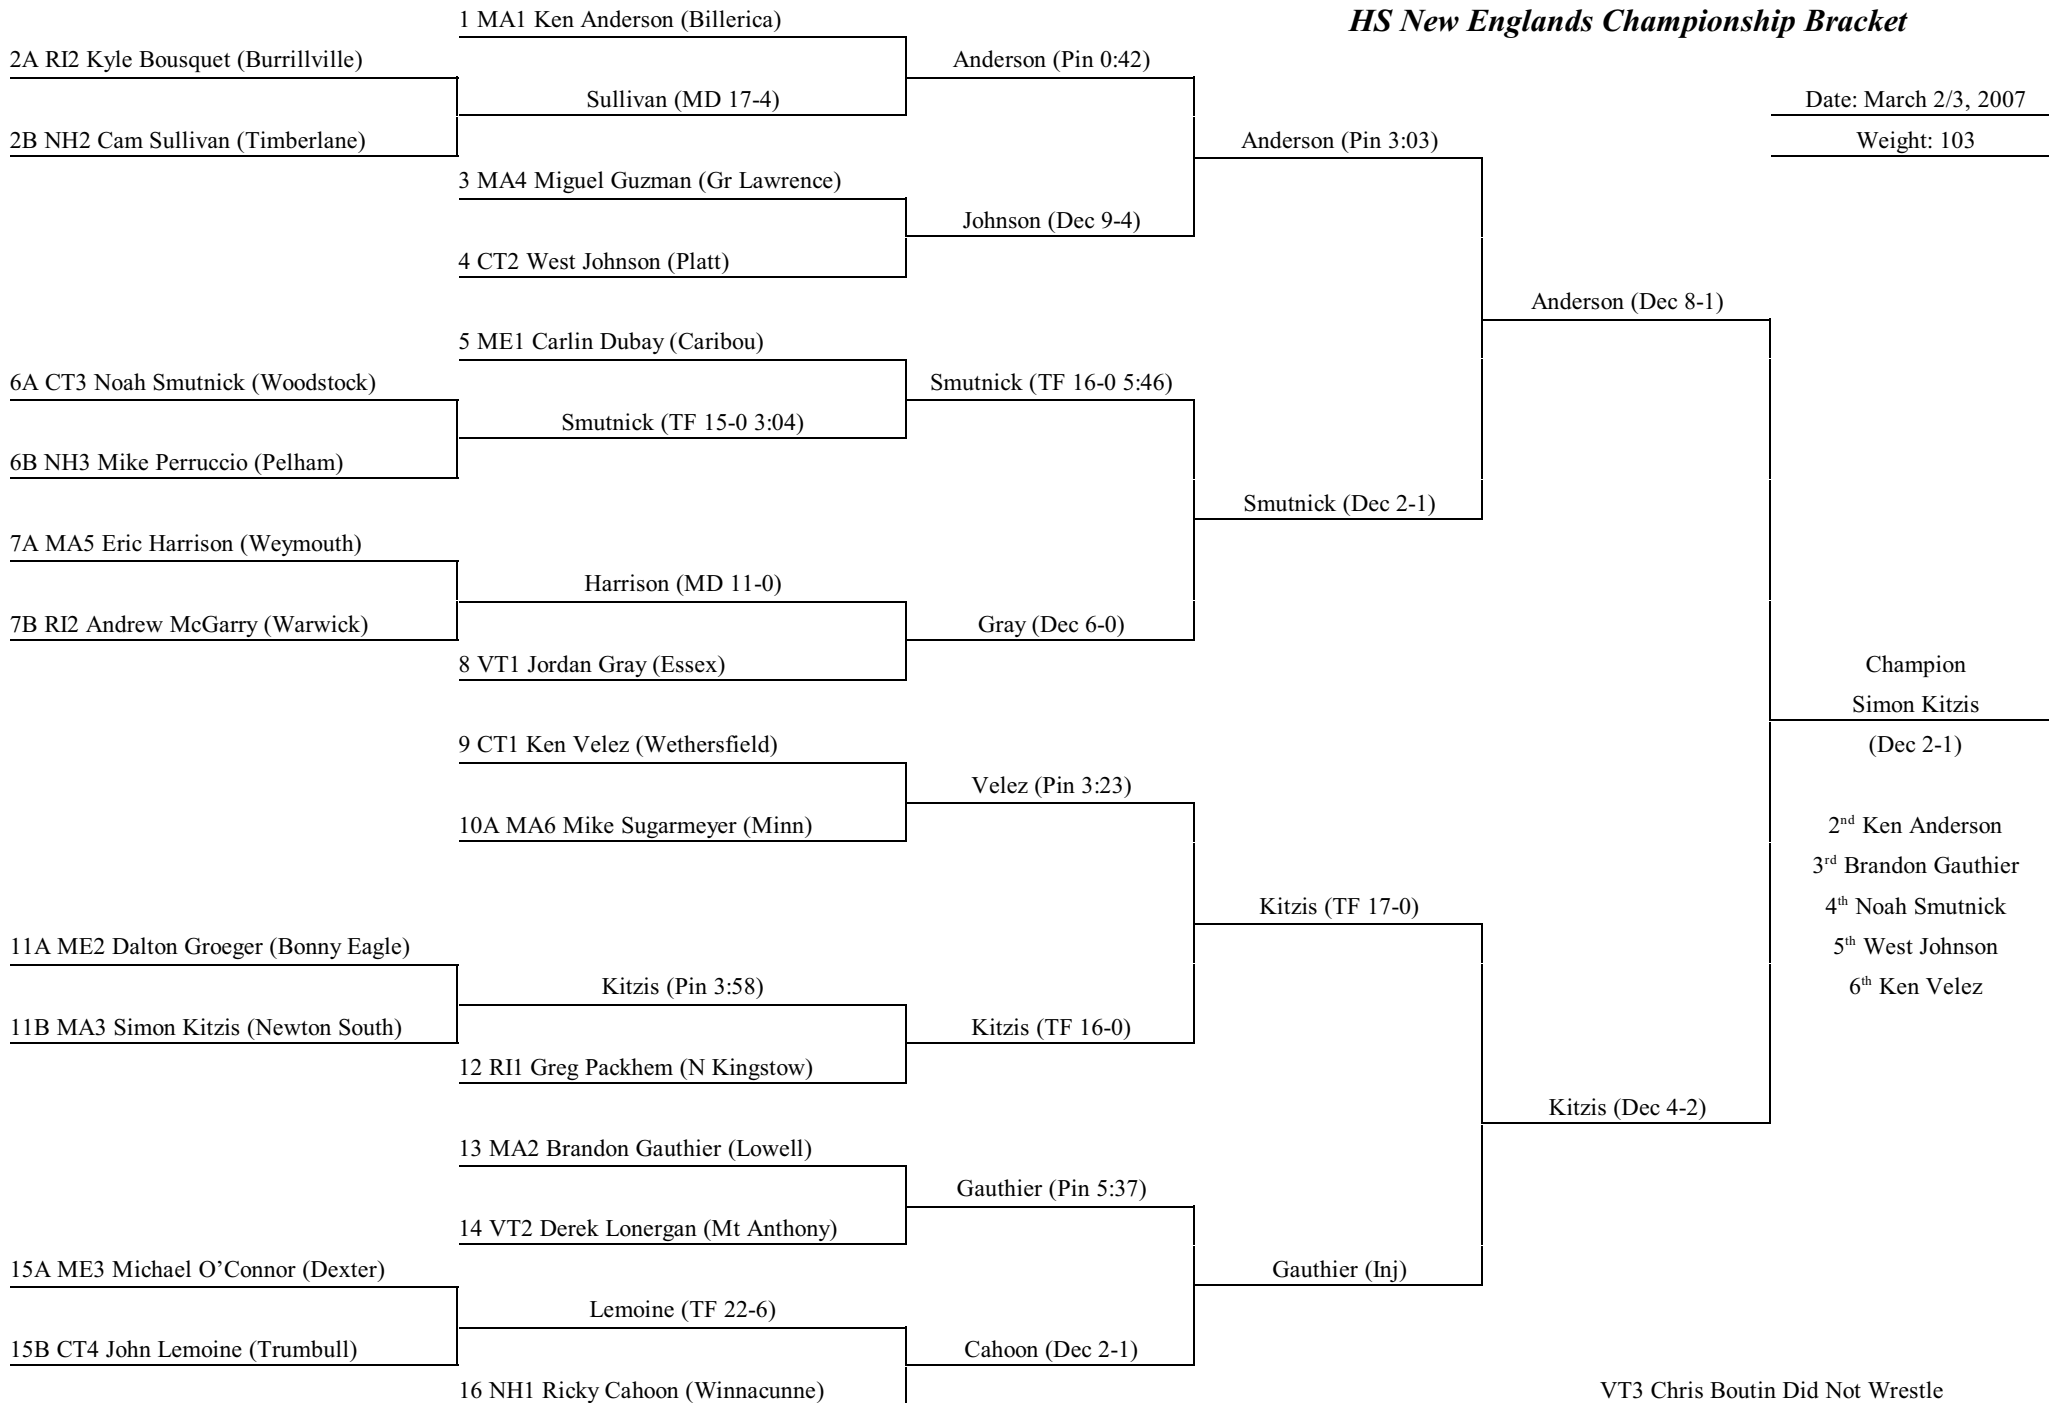 HS New Englands Championship Bracket
1 MA1 Ken Anderson (Billerica)
2A RI2 Kyle Bousquet (Burrillville)
Anderson (Pin 0:42)
Sullivan (MD 17-4)
Date: March 2/3, 2007
2B NH2 Cam Sullivan (Timberlane)
Anderson (Pin 3:03)
Weight: 103
3 MA4 Miguel Guzman (Gr Lawrence)
Johnson (Dec 9-4)
4 CT2 West Johnson (Platt)
Anderson (Dec 8-1)
5 ME1 Carlin Dubay (Caribou)
6A CT3 Noah Smutnick (Woodstock)
Smutnick (TF 16-0 5:46)
Smutnick (TF 15-0 3:04)
6B NH3 Mike Perruccio (Pelham)
Smutnick (Dec 2-1)
7A MA5 Eric Harrison (Weymouth)
Harrison (MD 11-0)
7B RI2 Andrew McGarry (Warwick)
Gray (Dec 6-0)
8 VT1 Jordan Gray (Essex)
Champion
Simon Kitzis
9 CT1 Ken Velez (Wethersfield)
(Dec 2-1)
Velez (Pin 3:23)
10A MA6 Mike Sugarmeyer (Minn)
2nd Ken Anderson
3rd Brandon Gauthier
Kitzis (TF 17-0)
4th Noah Smutnick
11A ME2 Dalton Groeger (Bonny Eagle)
5th West Johnson
Kitzis (Pin 3:58)
6th Ken Velez
11B MA3 Simon Kitzis (Newton South)
Kitzis (TF 16-0)
12 RI1 Greg Packhem (N Kingstow)
Kitzis (Dec 4-2)
13 MA2 Brandon Gauthier (Lowell)
Gauthier (Pin 5:37)
14 VT2 Derek Lonergan (Mt Anthony)
15A ME3 Michael O’Connor (Dexter)
Gauthier (Inj)
Lemoine (TF 22-6)
15B CT4 John Lemoine (Trumbull)
Cahoon (Dec 2-1)
16 NH1 Ricky Cahoon (Winnacunne)
VT3 Chris Boutin Did Not Wrestle